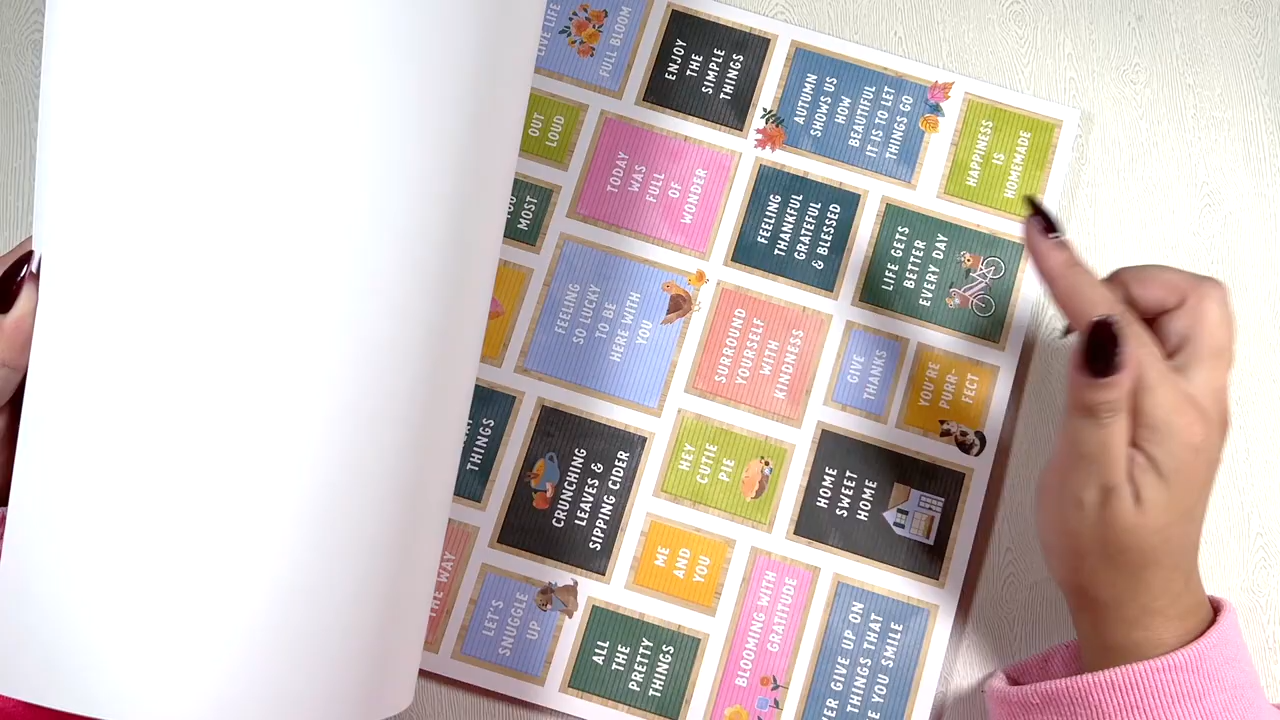 LIVE LIFE
FULL BLOOM
ENJOY
THE
SIMPLE
THINGS
AUTUMN
SHOWS US
HOW
BEAUTIFUL
IT IS TO LET
THINGS GO
HAPPINESS
IS
HOMEMADE
OUT
LOUD
TODAY
WAS
FULL
OF
WONDER
FEELING
THANKFUL
GRATEFUL
& BLESSED
LIFE GETS
BETTER
EVERY DAY
YOU
MOST
FEELING
SO LUCKY
TO BE
HERE WITH
YOU
SURROUND
YOURSELF
WITH
KINDNESS
GIVE
THANKS
YOU'RE
PURR-
FECT
THINGS
CRUNCHING
LEAVES &
SIPPING CIDER
HEY
CUTIE
PIE
HOME
SWEET
HOME
THE WAY
LET'S
SNUGGLE
UP
ME
AND
YOU
ALL
THE
PRETTY
THINGS
BLOOMING WITH
GRATITUDE
GIVE UP ON
THINGS THAT
YOU SMILE